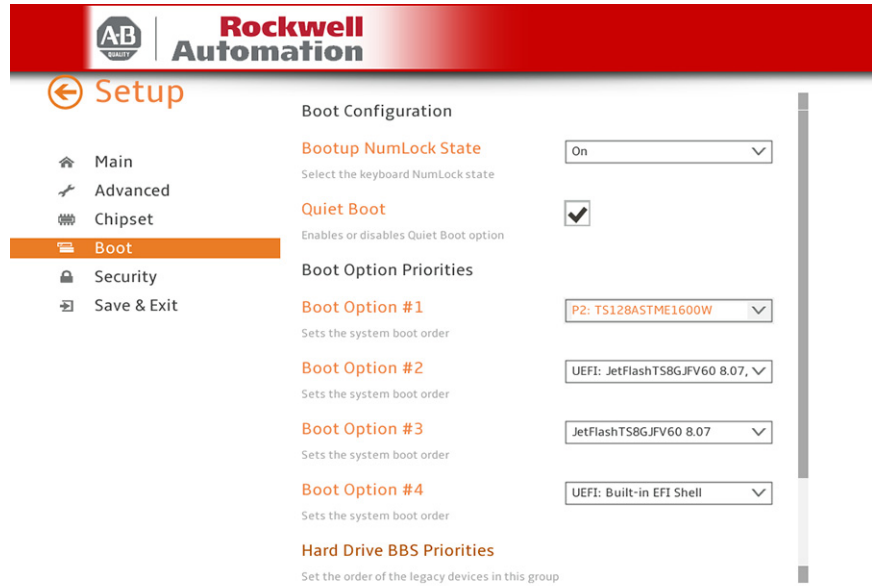 AB
QUALITY
Rockwell
Automation
Setup
Main
Advanced
Chipset
Boot
Security
Save & Exit
Boot Configuration
Bootup NumLock State
On
Select the keyboard NumLock state
Quiet Boot
Enables or disables Quiet Boot option
Boot Option Priorities
Boot Option #1
P2: TS128ASTME1600W
Sets the system boot order
Boot Option #2
UEFI: JetFlashTS8GJFV60 8.07,
Sets the system boot order
Boot Option #3
JetFlashTS8GJFV60 8.07
Sets the system boot order
Boot Option #4
UEFI: Built-in EFI Shell
Sets the system boot order
Hard Drive BBS Priorities
Set the order of the legacy devices in this group